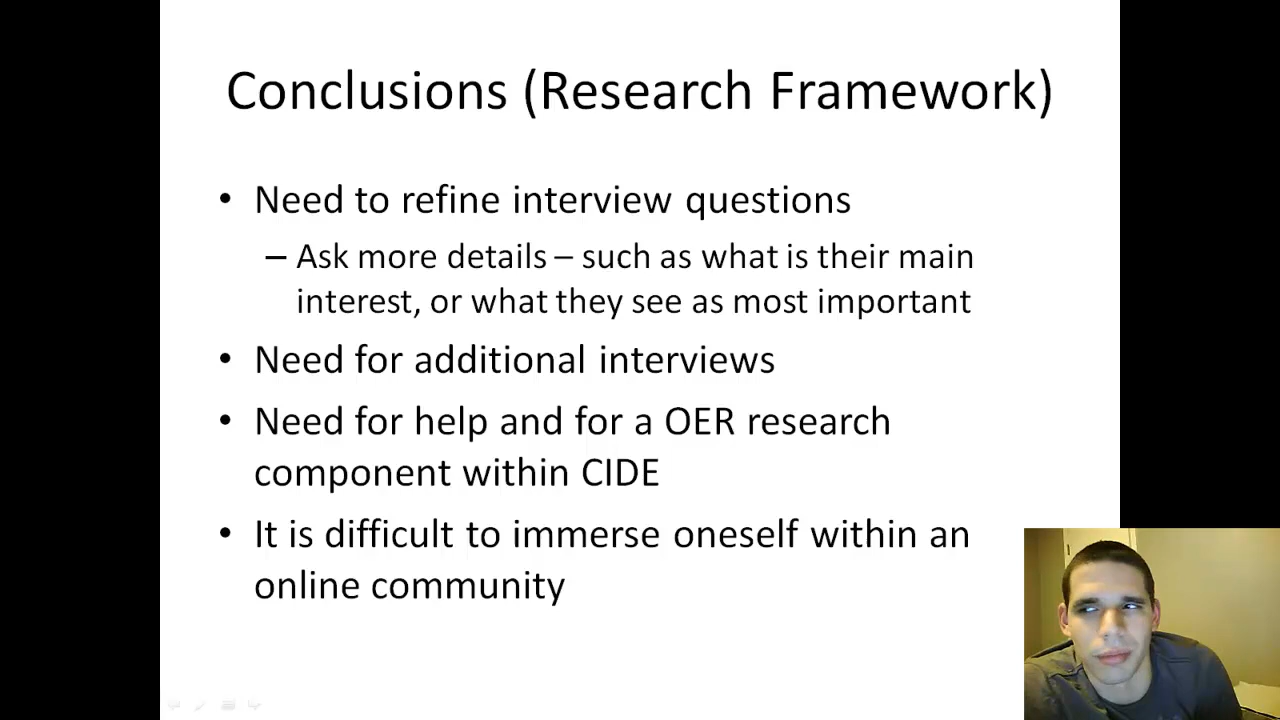 Conclusions (Research Framework)
• Need to refine interview questions
– Ask more details – such as what is their main
interest, or what they see as most important
• Need for additional interviews
• Need for help and for a OER research
component within CIDE
• It is difficult to immerse oneself within an
online community